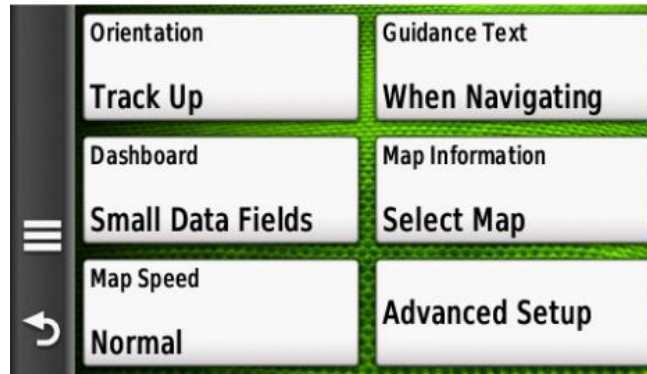 Orientation
Track Up
Guidance Text
When Navigating
Dashboard
Small Data Fields
Map Information
Select Map
Map Speed
Normal
Advanced Setup